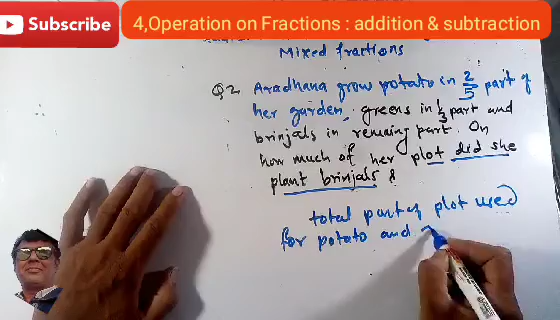 Subscribe
4,Operation on Fractions : addition & subtraction
Mixed fractions
Q2 Aradhana grow potato in 2/5 part of
her garden, greens in 1/3 part and
brinjals in remaining part. On
how much of her plot did she
plant brinjals ?
total part of plot used
for potato and